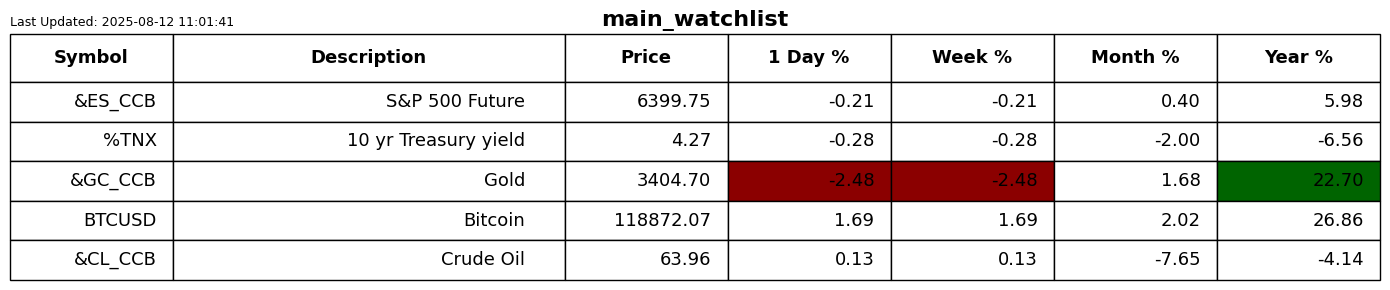 Last Updated: 2025-08-12 11:01:41
main_watchlist
Symbol Description Price 1 Day % Week % Month % Year %
&ES_CCB S&P 500 Future 6399.75 -0.21 -0.21 0.40 5.98
%TNX 10 yr Treasury yield 4.27 -0.28 -0.28 -2.00 -6.56
&GC_CCB Gold 3404.70 -2.48 -2.48 1.68 22.70
BTCUSD Bitcoin 118872.07 1.69 1.69 2.02 26.86
&CL_CCB Crude Oil 63.96 0.13 0.13 -7.65 -4.14